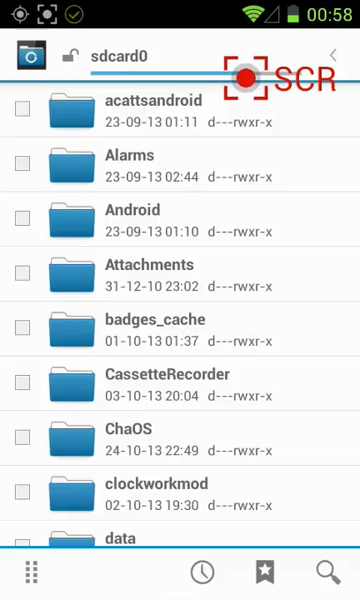 00:58
sdcard0
SCR
acattsandroid
23-09-13 01:11 d---rwxr-x
Alarms
23-09-13 02:44 d---rwxr-x
Android
23-09-13 01:10 d---rwxr-x
Attachments
31-12-10 23:02 d---rwxr-x
badges_cache
01-10-13 01:37 d---rwxr-x
CassetteRecorder
03-10-13 20:04 d---rwxr-x
ChaOS
24-10-13 22:49 d---rwxr-x
clockworkmod
02-10-13 19:30 d---rwxr-x
data